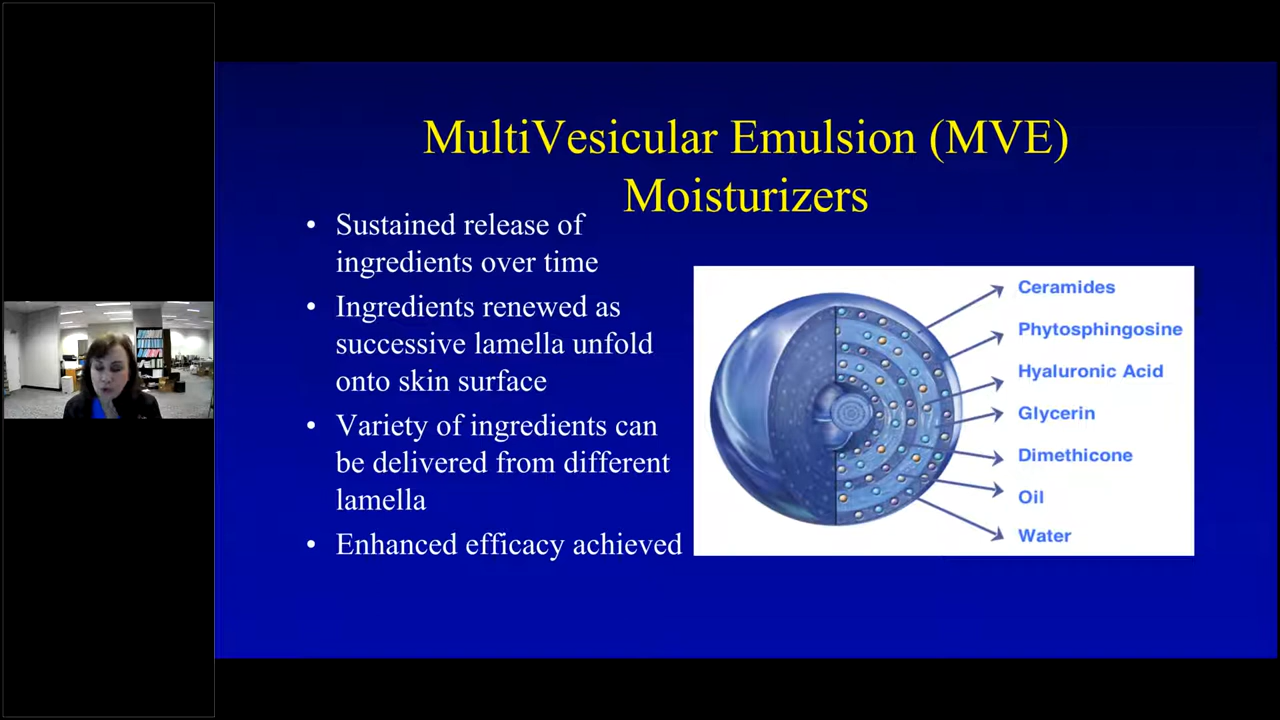 MultiVesicular Emulsion (MVE)
Moisturizers
• Sustained release of
ingredients over time
• Ingredients renewed as
successive lamella unfold
onto skin surface
• Variety of ingredients can
be delivered from different
lamella
• Enhanced efficacy achieved
Ceramides
Phytosphingosine
Hyaluronic Acid
Glycerin
Dimethicone
Oil
Water